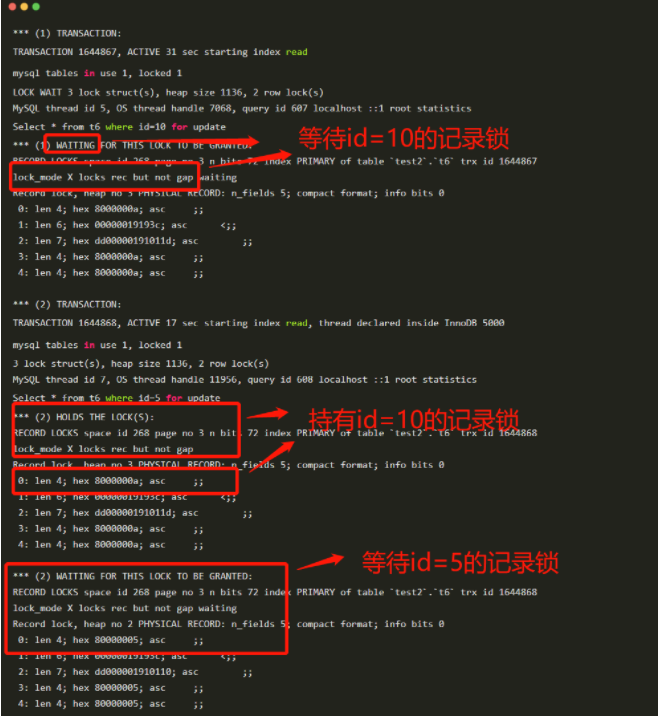 *** (1) TRANSACTION:
TRANSACTION 1644867, ACTIVE 31 sec starting index read
mysql tables in use 1, locked 1
LOCK WAIT 3 lock struct(s), heap size 1136, 2 row lock(s)
MySQL thread id 5, OS thread handle 7068, query id 607 localhost ::1 root statistics
Select * from t6 where id=10 for update
*** (1) WAITING FOR THIS LOCK TO BE GRANTED:
等待id=10的记录锁
RECORD LOCKS space id 268 page no 3 n bits 72 index PRIMARY of table `test2`.`t6` trx id 1644867
lock_mode X locks rec but not gap waiting
Record lock, heap no 3 PHYSICAL RECORD: n_fields 5; compact format; info bits 0
0: len 4; hex 8000000a; asc     ;;
1: len 6; hex 00000019193c; asc      <;;
2: len 7; hex dd00000191011d; asc        ;;
3: len 4; hex 8000000a; asc     ;;
4: len 4; hex 8000000a; asc     ;;
*** (2) TRANSACTION:
TRANSACTION 1644868, ACTIVE 17 sec starting index read, thread declared inside InnoDB 5000
mysql tables in use 1, locked 1
3 lock struct(s), heap size 1136, 2 row lock(s)
MySQL thread id 7, OS thread handle 11956, query id 608 localhost ::1 root statistics
Select * from t6 where id=5 for update
*** (2) HOLDS THE LOCK(S):
持有id=10的记录锁
RECORD LOCKS space id 268 page no 3 n bits 72 index PRIMARY of table `test2`.`t6` trx id 1644868
lock_mode X locks rec but not gap
Record lock, heap no 3 PHYSICAL RECORD: n_fields 5; compact format; info bits 0
0: len 4; hex 8000000a; asc     ;;
1: len 6; hex 00000019193c; asc      <;;
2: len 7; hex dd00000191011d; asc        ;;
3: len 4; hex 8000000a; asc     ;;
4: len 4; hex 8000000a; asc     ;;
等待id=5的记录锁
*** (2) WAITING FOR THIS LOCK TO BE GRANTED:
RECORD LOCKS space id 268 page no 3 n bits 72 index PRIMARY of table `test2`.`t6` trx id 1644868
lock_mode X locks rec but not gap waiting
Record lock, heap no 2 PHYSICAL RECORD: n_fields 5; compact format; info bits 0
0: len 4; hex 80000005; asc     ;;
1: len 6; hex 00000019193c; asc      <;;
2: len 7; hex dd000001910110; asc        ;;
3: len 4; hex 80000005; asc     ;;
4: len 4; hex 80000005; asc     ;;